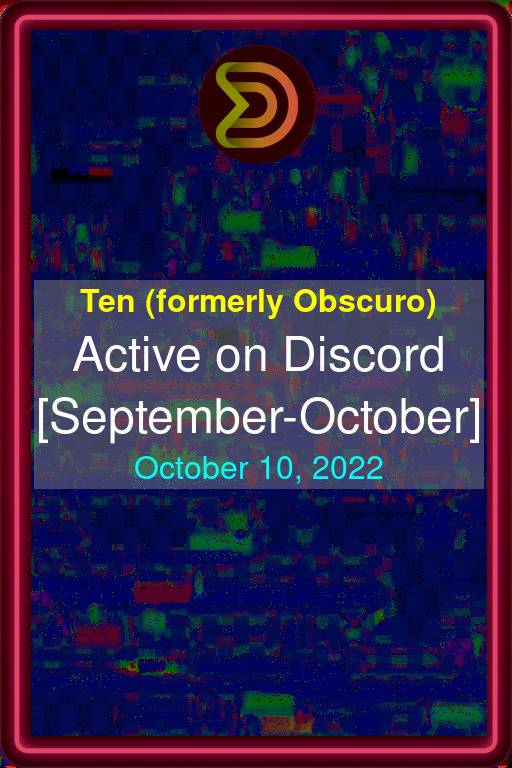 Ten (formerly Obscuro)
Active on Discord
[September-October]
October 10, 2022